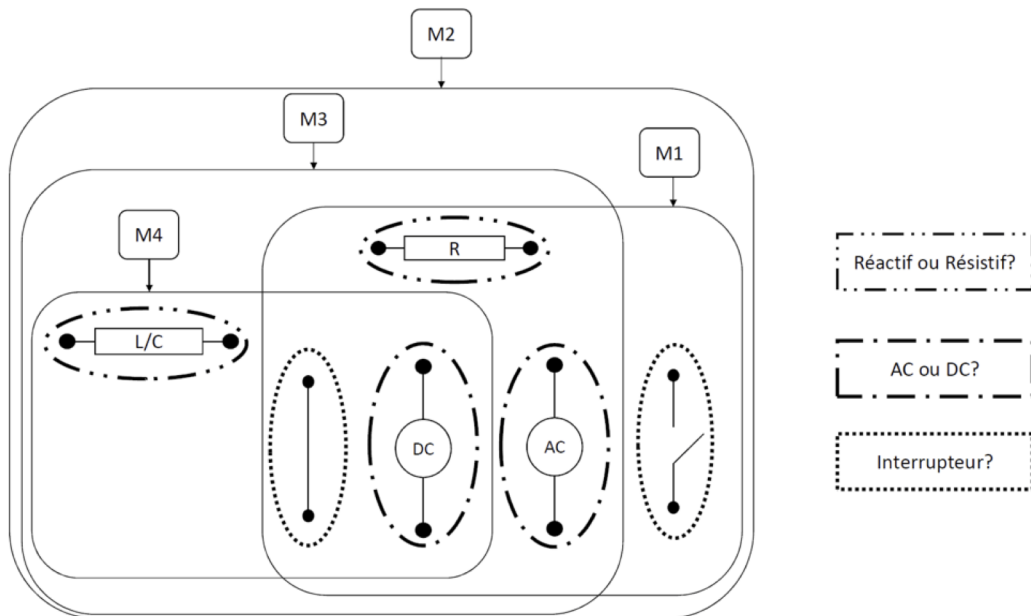 M2
M3
M1
M4
R
L/C
DC
AC
Réactif ou Résistif?
AC ou DC?
Interrupteur?